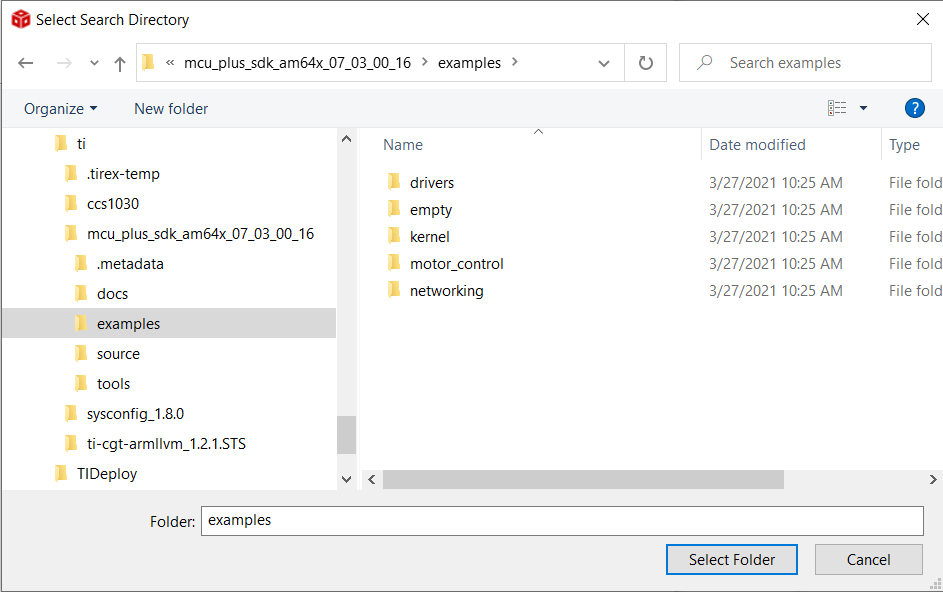 Select Search Directory
« mcu_plus_sdk_am64x_07_03_00_16 > examples >
Search examples
Organize
New folder
?
ti
.tirex-temp
ccs1030
mcu_plus_sdk_am64x_07_03_00_16
.metadata
docs
examples
source
tools
sysconfig_1.8.0
ti-cgt-armllvm_1.2.1.STS
TIDeploy
Name Date modified Type
drivers 3/27/2021 10:25 AM File fold
empty 3/27/2021 10:25 AM File fold
kernel 3/27/2021 10:25 AM File fold
motor_control 3/27/2021 10:25 AM File fold
networking 3/27/2021 10:25 AM File fold
Folder: examples
Select Folder Cancel